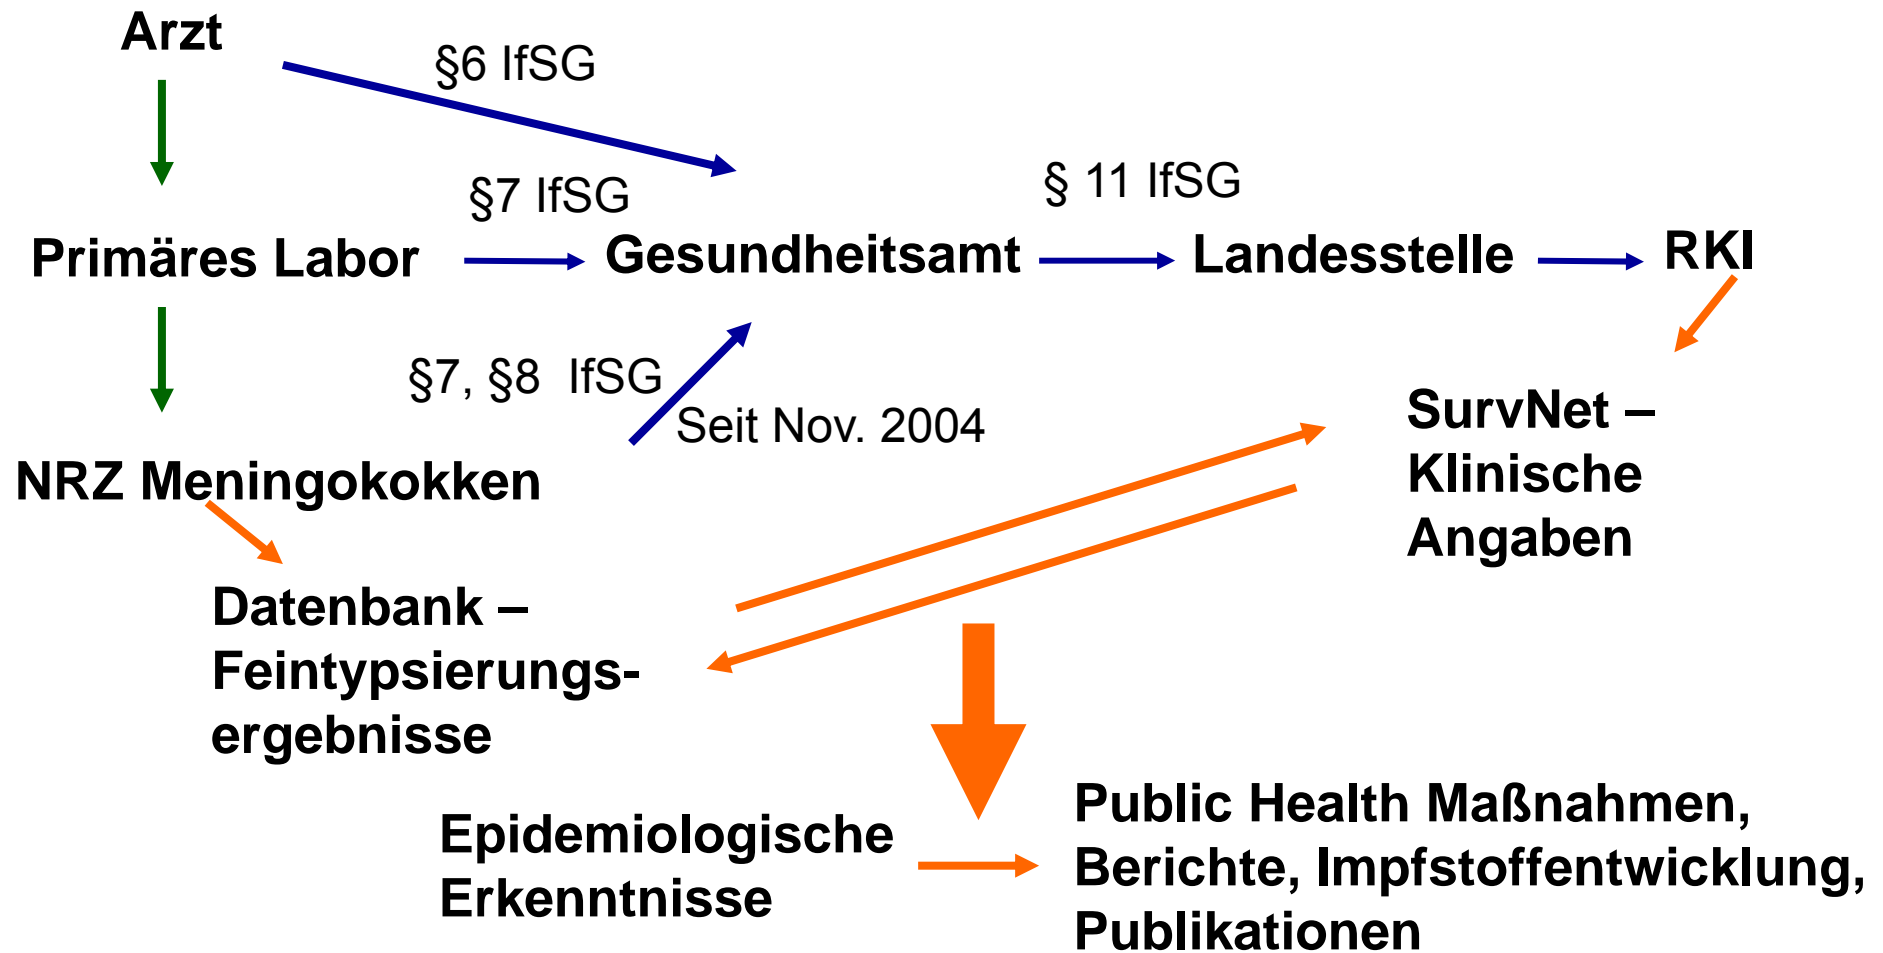 Arzt
§6 IfSG
§7 IfSG
§ 11 IfSG
Primäres Labor
Gesundheitsamt
Landesstelle
RKI
§7, §8 IfSG
Seit Nov. 2004
NRZ Meningokokken
SurvNet –
Klinische
Angaben
Datenbank –
Feintypsierungs-
ergebnisse
Epidemiologische
Erkenntnisse
Public Health Maßnahmen,
Berichte, Impfstoffentwicklung,
Publikationen